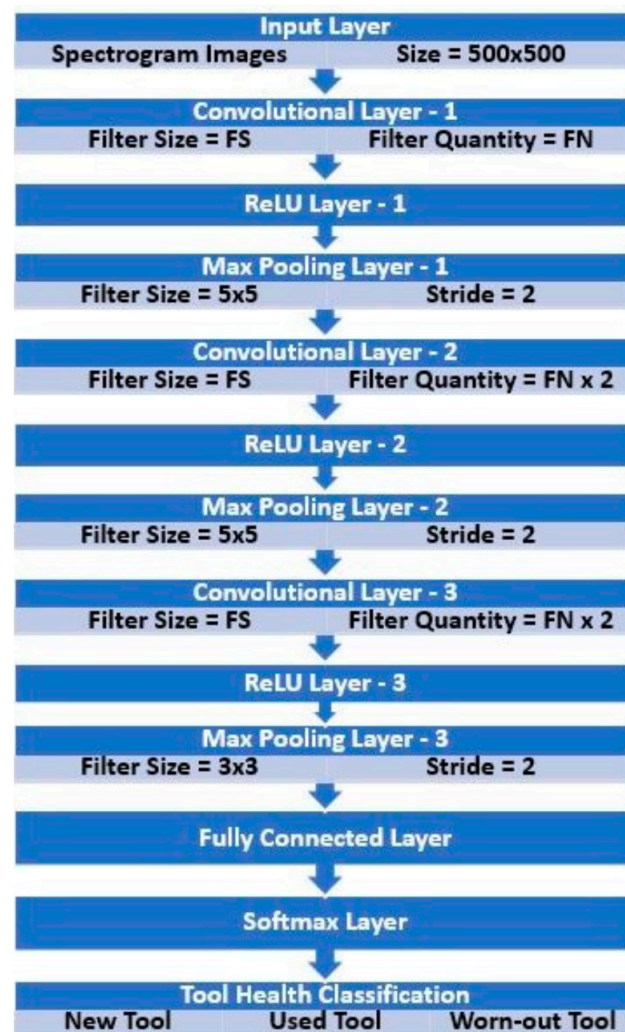 Input Layer
Spectrogram Images Size = 500x500
Convolutional Layer - 1
Filter Size = FS Filter Quantity = FN
ReLU Layer - 1
Max Pooling Layer - 1
Filter Size = 5x5 Stride = 2
Convolutional Layer - 2
Filter Size = FS Filter Quantity = FN x 2
ReLU Layer - 2
Max Pooling Layer - 2
Filter Size = 5x5 Stride = 2
Convolutional Layer - 3
Filter Size = FS Filter Quantity = FN x 2
ReLU Layer - 3
Max Pooling Layer - 3
Filter Size = 3x3 Stride = 2
Fully Connected Layer
Softmax Layer
Tool Health Classification
New Tool Used Tool Worn-out Tool